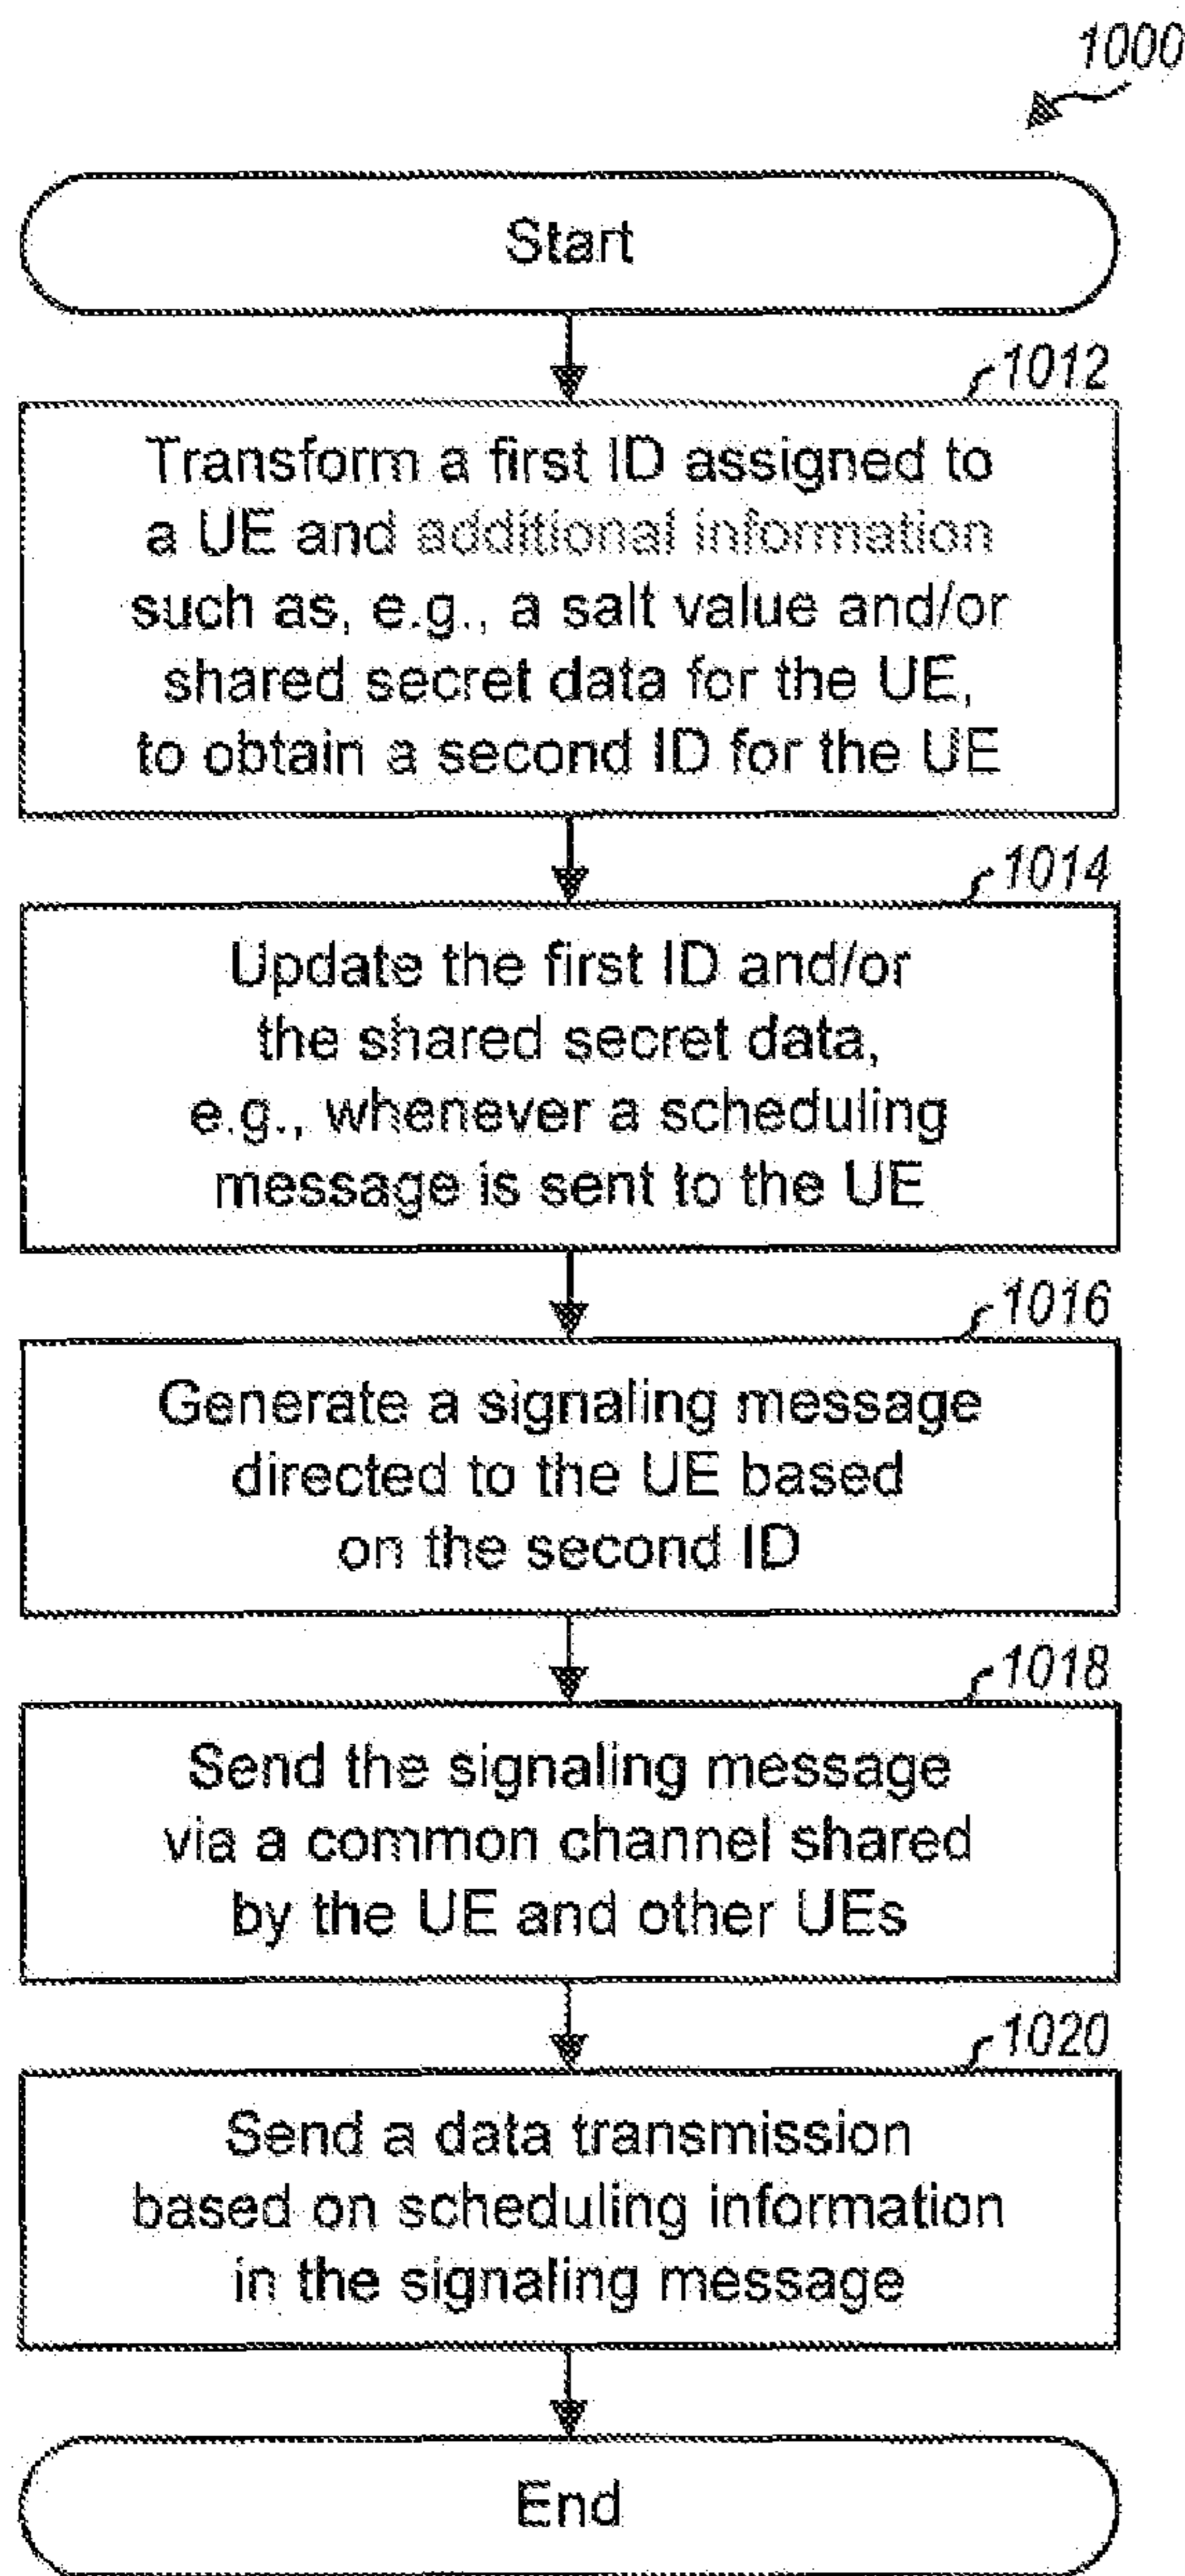 1000
Start
1012
Transform a first ID assigned to
a UE and additional information
such as, e.g., a salt value and/or
shared secret data for the UE,
to obtain a second ID for the UE
1014
Update the first ID and/or
the shared secret data,
e.g., whenever a scheduling
message is sent to the UE
1016
Generate a signaling message
directed to the UE based
on the second ID
1018
Send the signaling message
via a common channel shared
by the UE and other UEs
1020
Send a data transmission
based on scheduling information
in the signaling message
End